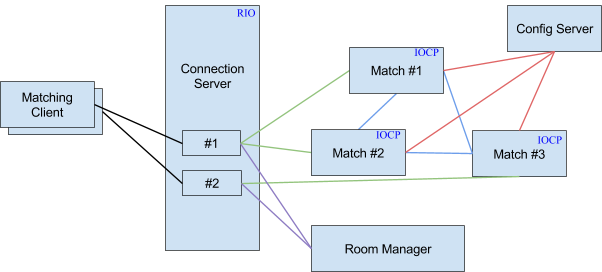 RIO
Config Server
IOCP
Connection
Server
Match #1
Matching
Client
IOCP
IOCP
#1
Match #2
Match #3
#2
Room Manager